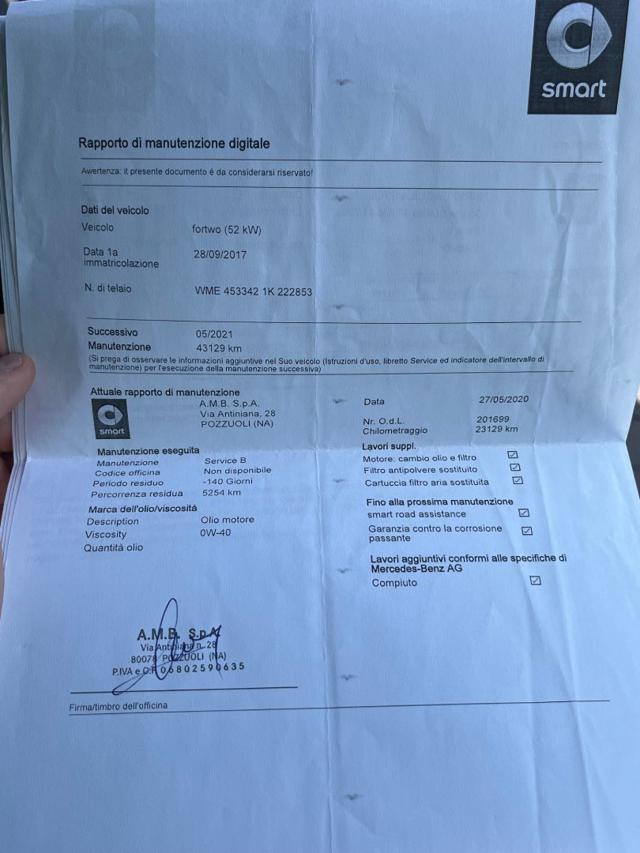 smart
Rapporto di manutenzione digitale
Avvertenza: il presente documento è da considerarsi riservato!
Dati del veicolo
Veicolo fortwo (52 kW)
Data 1a immatricolazione 28/09/2017
N. di telaio WME 453342 1K 222853
Successivo 05/2021
Manutenzione 43129 km
(Si prega di osservare le informazioni aggiuntive nel Suo veicolo (Istruzioni d'uso, libretto Service ed indicatore dell'intervallo di
manutenzione) per l'esecuzione della manutenzione successiva)
Attuale rapporto di manutenzione
smart
A.M.B. S.p.A.
Via Antiniana, 28
POZZUOLI (NA)
Data 27/05/2020
Nr. O.d.L. 201699
Chilometraggio 23129 km
Manutenzione eseguita
Manutenzione Service B
Codice officina Non disponibile
Periodo residuo -140 Giorni
Percorrenza residua 5254 km
Marca dell'olio/viscosità
Description Olio motore
Viscosity 0W-40
Quantità olio
Lavori suppl.
Motore: cambio olio e filtro
Filtro antipolvere sostituito
Cartuccia filtro aria sostituita
Fino alla prossima manutenzione
smart road assistance
Garanzia contro la corrosione
passante
Lavori aggiuntivi conformi alle specifiche di
Mercedes-Benz AG
Compiuto
A.M.B. S.p.A.
Via Antiniana n. 28
80078 POZZUOLI (NA)
P.IVA e C.F. 06802590635
Firma/timbro dell'officina